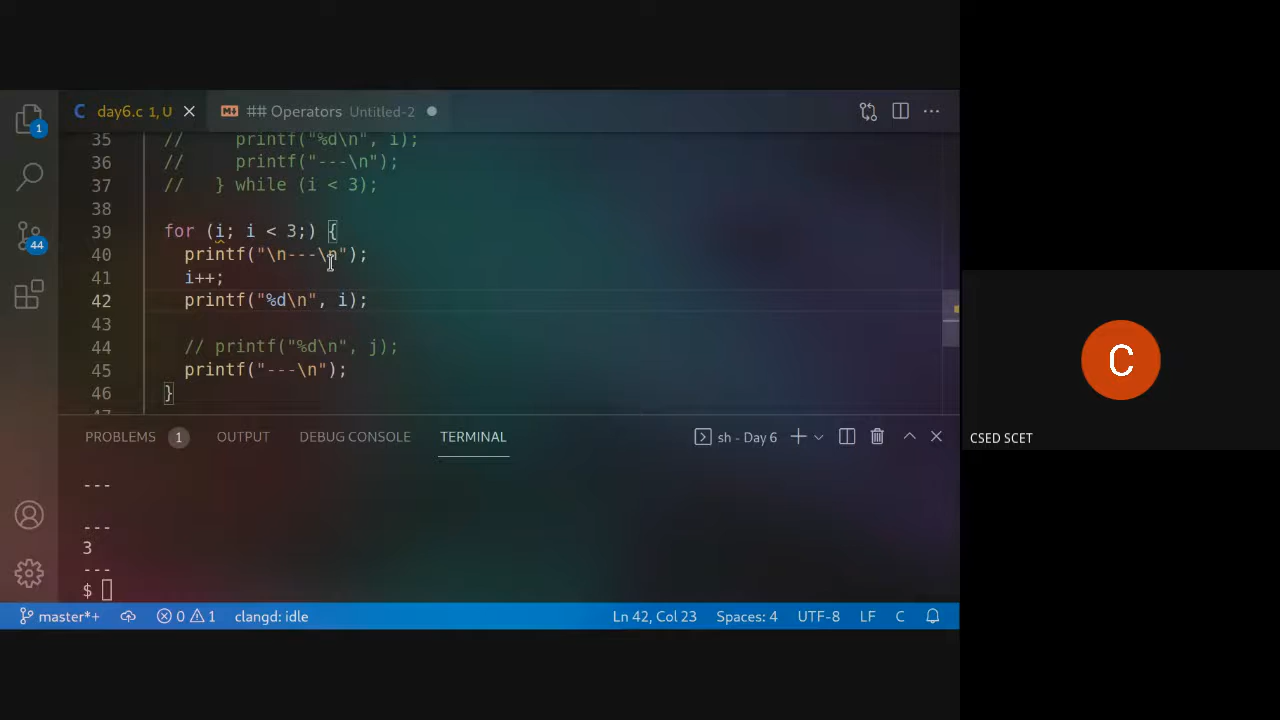 day6.c 1, U ## Operators Untitled-2
35 // printf("%d\n", i);
36 // printf("---\n");
37 // } while (i < 3);
38
39 for (i; i < 3;) {
40 printf("\n---\n");
41 i++;
42 printf("%d\n", i);
43
44 // printf("%d\n", j);
45 printf("---\n");
46 }
PROBLEMS 1 OUTPUT DEBUG CONSOLE TERMINAL sh - Day 6
---
---
3
---
$
master*+ 0 1 clangd: idle Ln 42, Col 23 Spaces: 4 UTF-8 LF C
1
44
C
CSED SCET